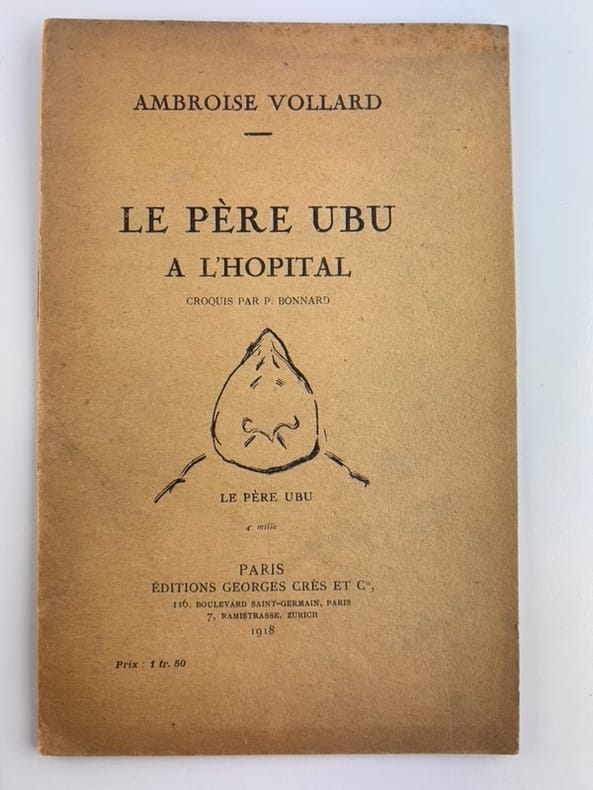 AMBROISE VOLLARD
LE PÈRE UBU
A L'HOPITAL
CROQUIS PAR P. BONNARD
LE PÈRE UBU
4e mille
PARIS
ÉDITIONS GEORGES CRÈS ET Cie,
116, BOULEVARD SAINT-GERMAIN, PARIS
7, RAMISTRASSE, ZURICH
1918
Prix : 1 fr. 50